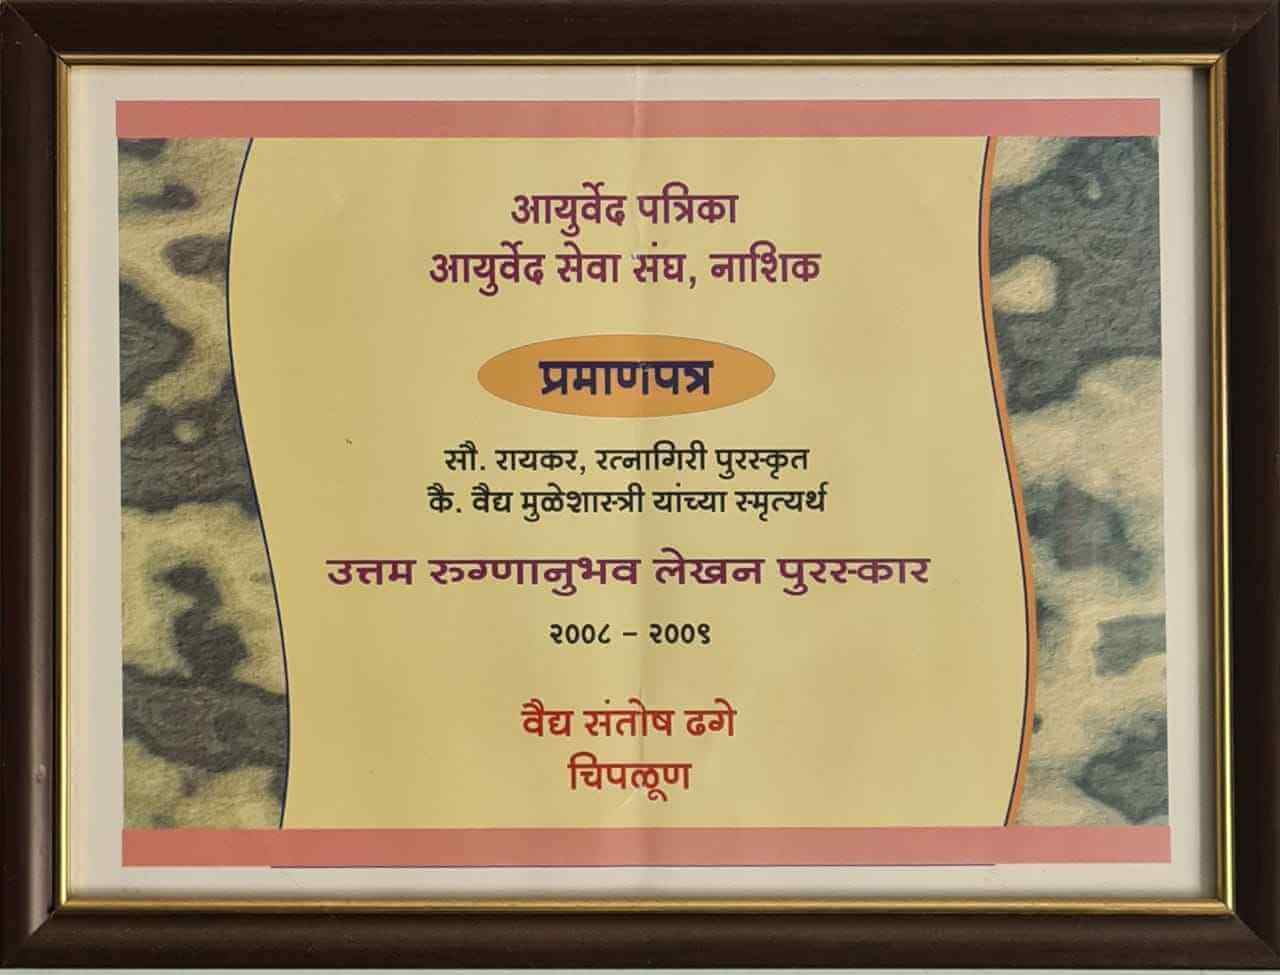 आयुर्वेद पत्रिका
आयुर्वेद सेवा संघ, नाशिक
प्रमाणपत्र
सौ. रायकर, रत्नागिरी पुरस्कृत
कै. वैद्य मुळेशास्त्री यांच्या स्मृत्यर्थ
उत्तम रुग्णानुभव लेखन पुरस्कार
२००८ – २००९
वैद्य संतोष ढगे
चिपळूण